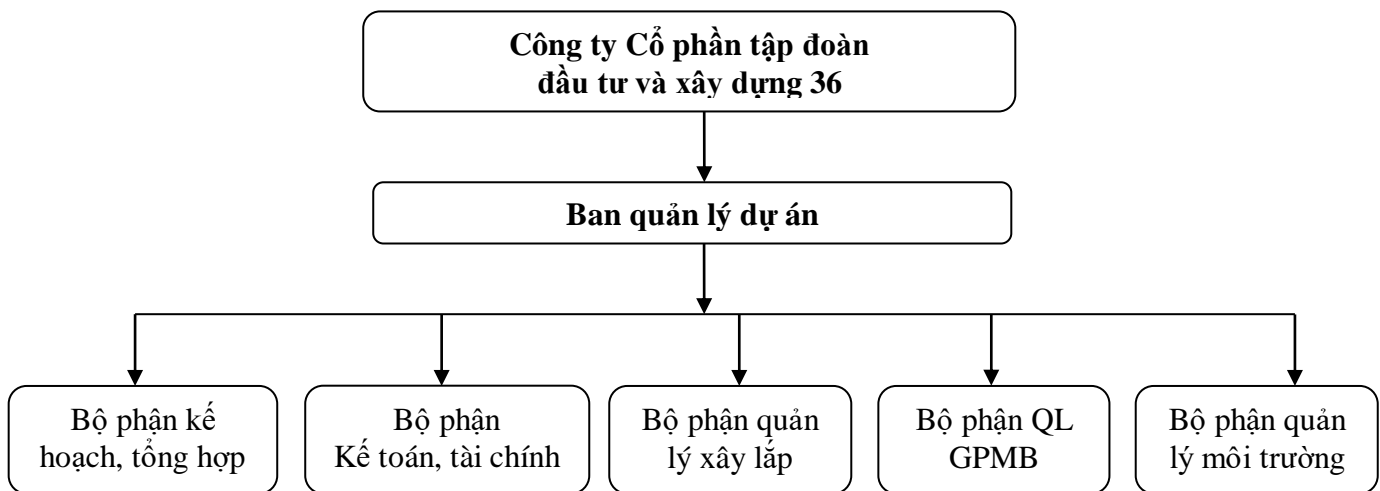 Công ty Cổ phần tập đoàn
đầu tư và xây dựng 36
Ban quản lý dự án
Bộ phận kế
hoạch, tổng hợp
Bộ phận
Kế toán, tài chính
Bộ phận quản
lý xây lắp
Bộ phận QL
GPMB
Bộ phận quản
lý môi trường